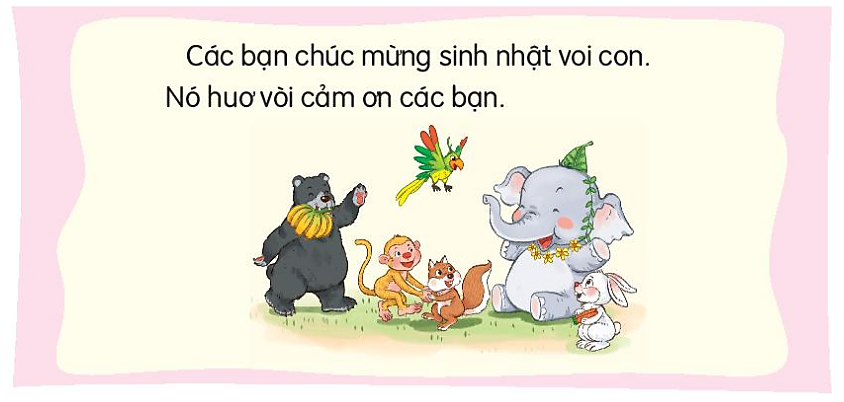 Các bạn chúc mừng sinh nhật voi con.
Nó huơ vòi cảm ơn các bạn.